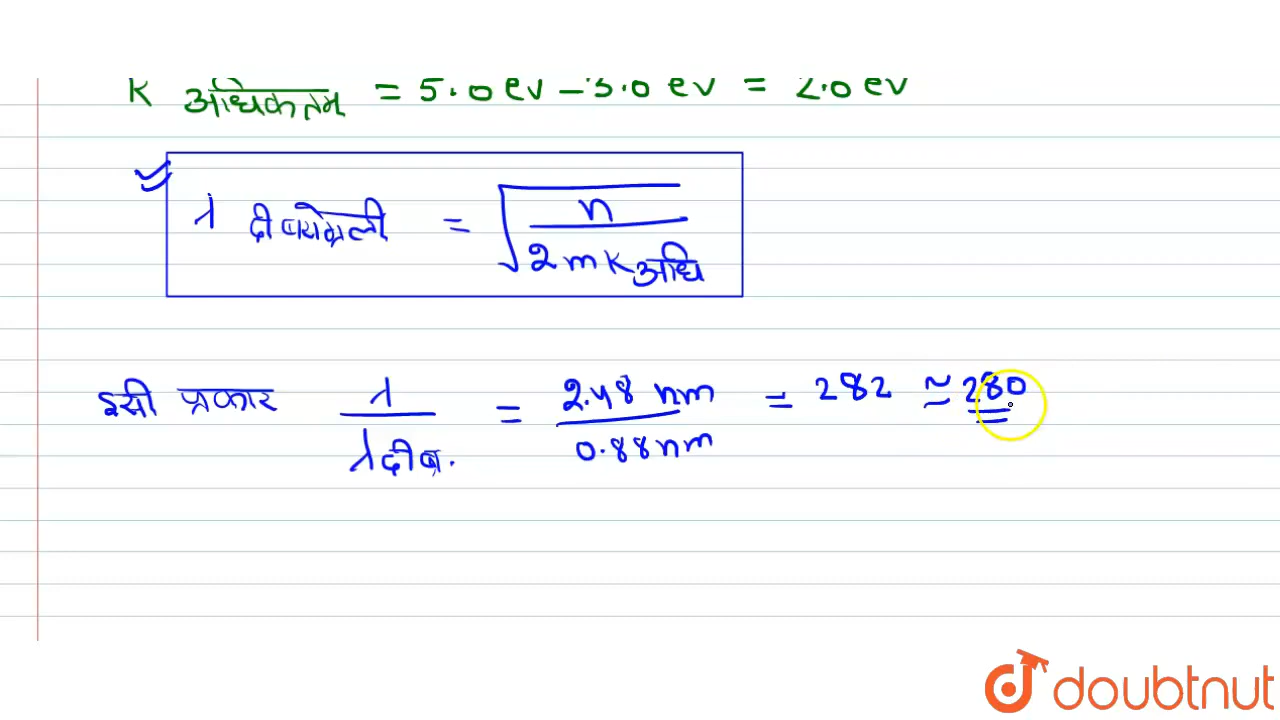 K अधिकतम = 5.0 ev – 3.0 ev = 2.0 ev
λ दी बरोग्ली = √(n / 2mK अधि)
इसी प्रकार λ / λ दी ब्र. = 2.48 nm / 0.88 nm = 282 ≈ 280
doubtnut